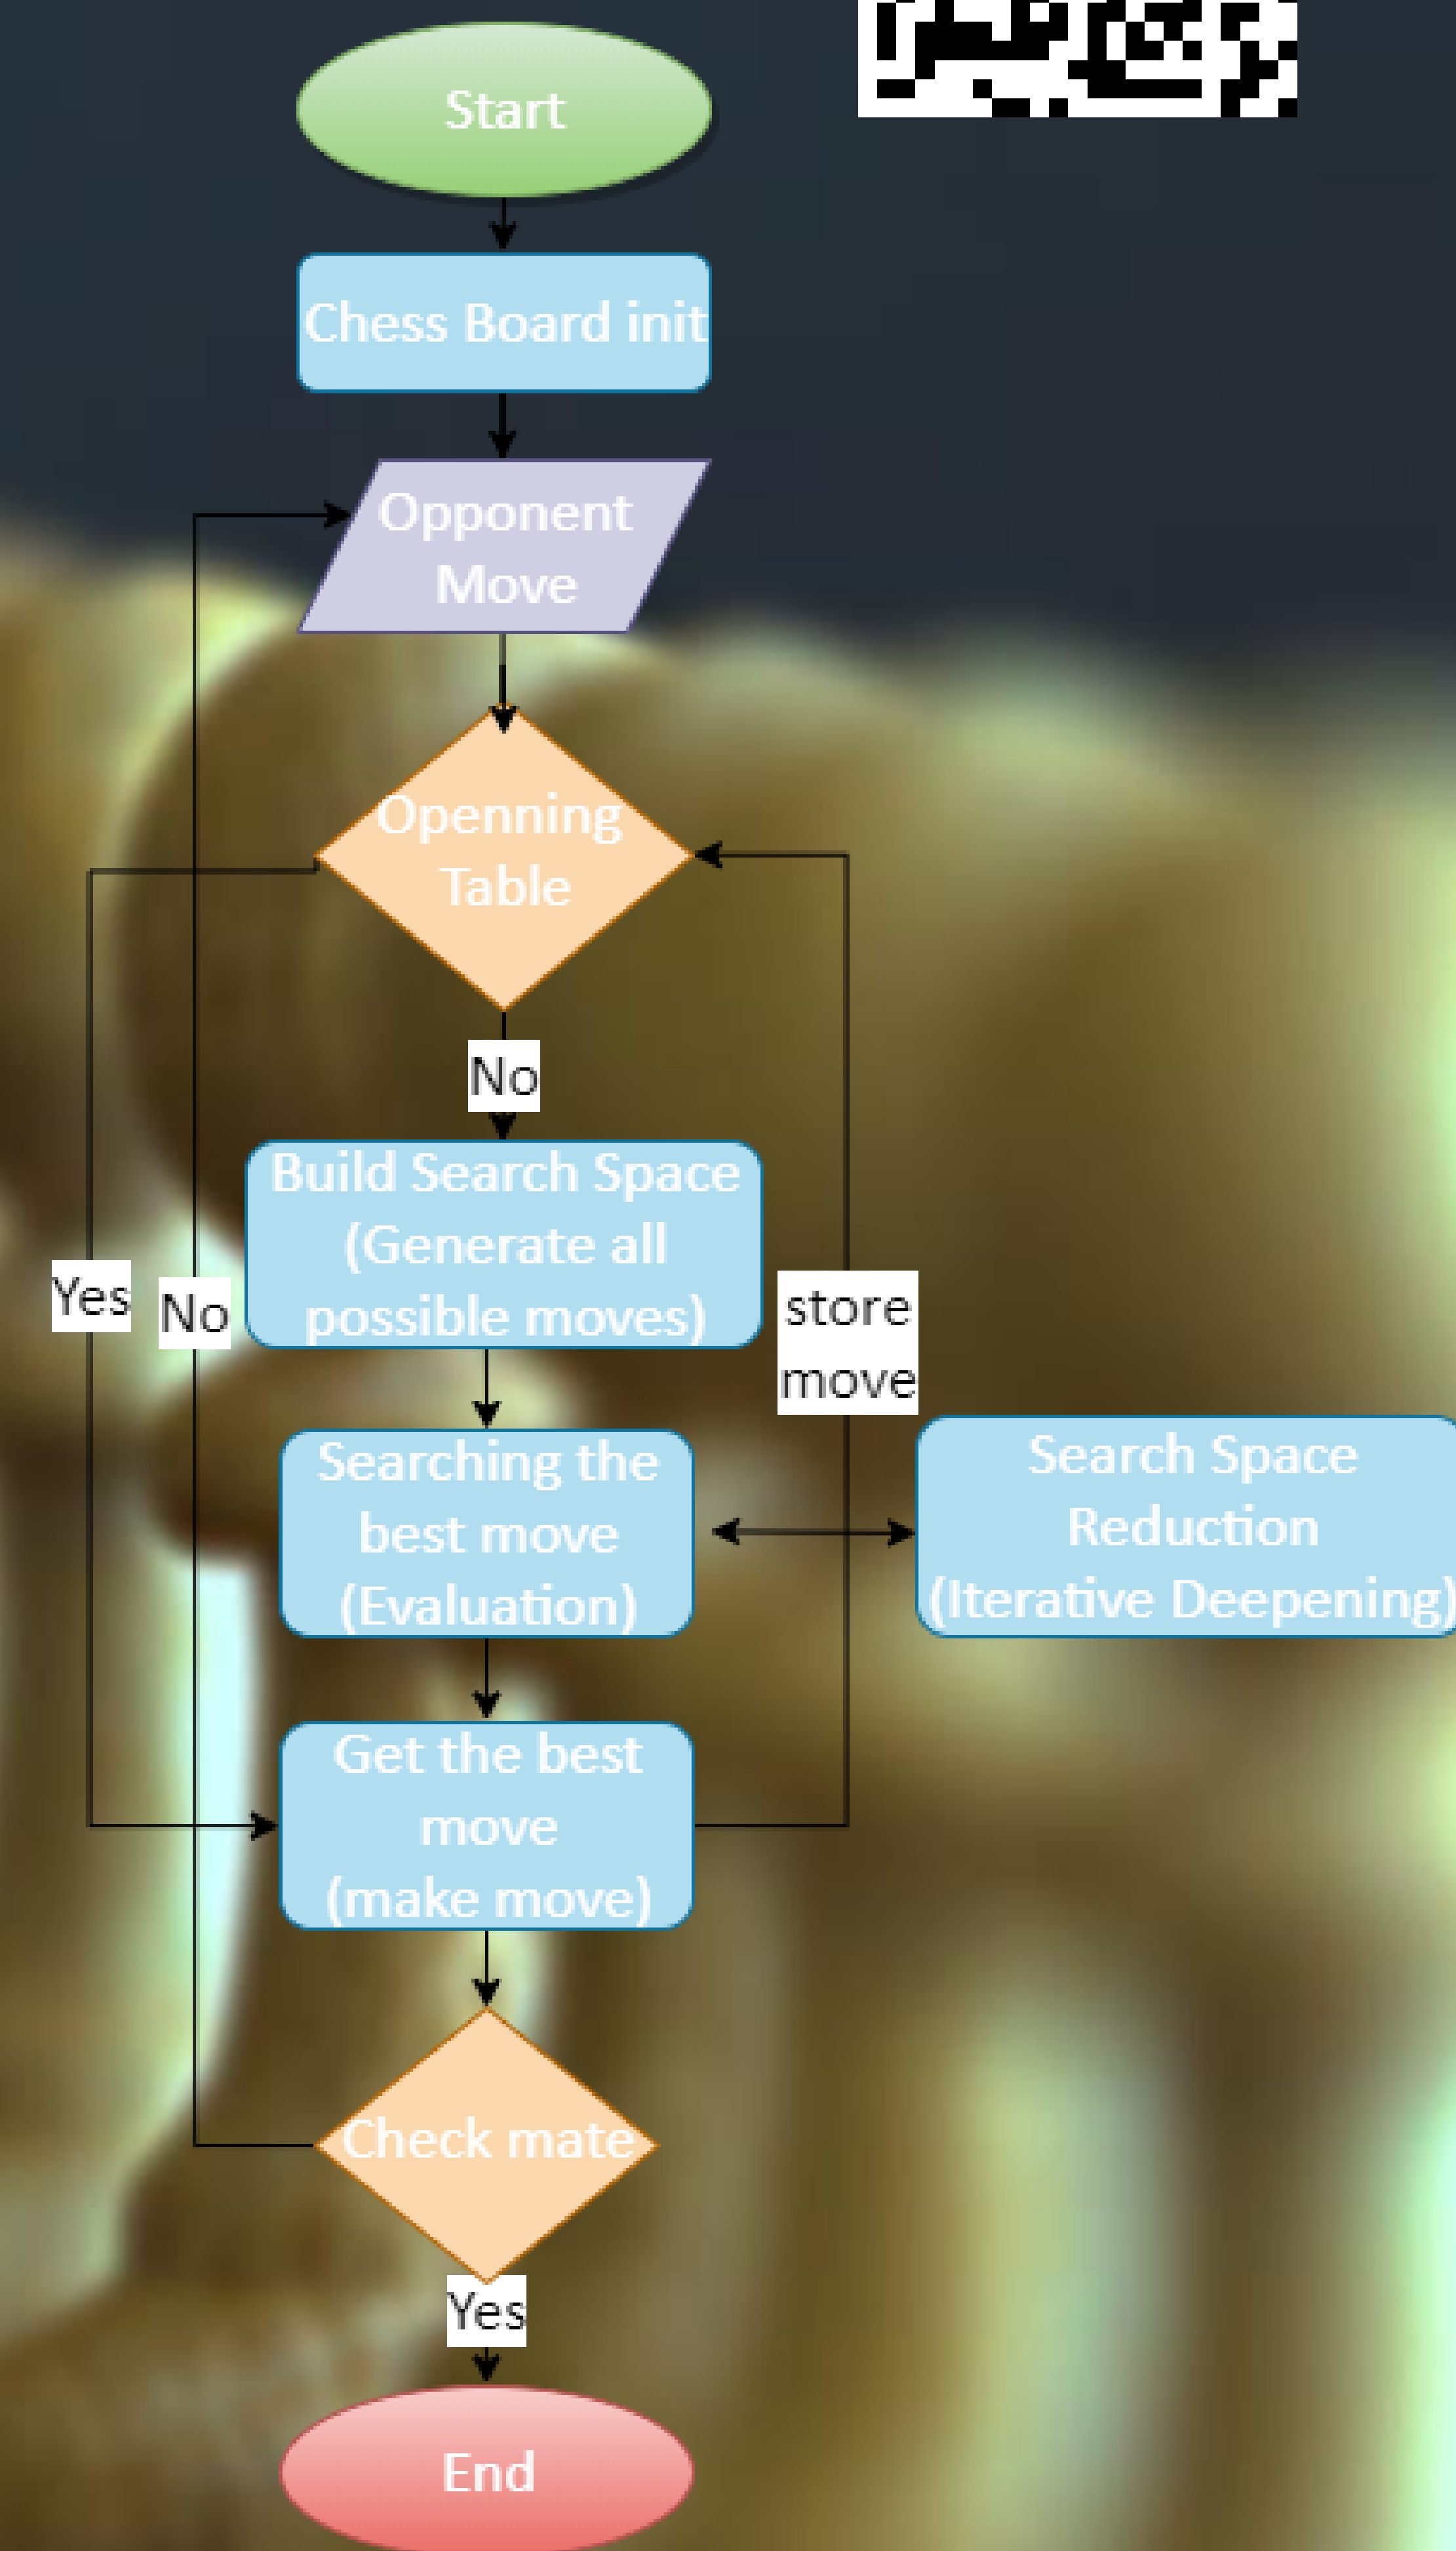 Start
Chess Board init
Opponent
Move
Openning
Table
No
Build Search Space
(Generate all
possible moves)
Yes
No
store
move
Searching the
best move
(Evaluation)
Search Space
Reduction
(Iterative Deepening)
Get the best
move
(make move)
Check mate
Yes
End